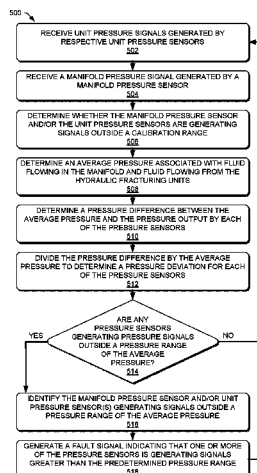 500
RECEIVE UNIT PRESSURE SIGNALS GENERATED BY
RESPECTIVE UNIT PRESSURE SENSORS
502
RECEIVE A MANIFOLD PRESSURE SIGNAL GENERATED BY A
MANIFOLD PRESSURE SENSOR
504
DETERMINE WHETHER THE MANIFOLD PRESSURE SENSOR
AND/OR THE UNIT PRESSURE SENSORS ARE GENERATING
SIGNALS OUTSIDE A CALIBRATION RANGE
506
DETERMINE AN AVERAGE PRESSURE ASSOCIATED WITH FLUID
FLOWING IN THE MANIFOLD AND FLUID FLOWING FROM THE
HYDRAULIC FRACTURING UNITS
508
DETERMINE A PRESSURE DIFFERENCE BETWEEN THE
AVERAGE PRESSURE AND THE PRESSURE OUTPUT BY EACH
OF THE PRESSURE SENSORS
510
DIVIDE THE PRESSURE DIFFERENCE BY THE AVERAGE
PRESSURE TO DETERMINE A PRESSURE DEVIATION FOR EACH
OF THE PRESSURE SENSORS
512
ARE ANY
PRESSURE SENSORS
GENERATING PRESSURE SIGNALS
OUTSIDE A PRESSURE RANGE
OF THE AVERAGE
PRESSURE?
514
YES
NO
IDENTIFY THE MANIFOLD PRESSURE SENSOR AND/OR UNIT
PRESSURE SENSOR(S) GENERATING SIGNALS OUTSIDE A
PRESSURE RANGE OF THE AVERAGE PRESSURE
516
GENERATE A FAULT SIGNAL INDICATING THAT ONE OR MORE
OF THE PRESSURE SENSORS IS GENERATING SIGNALS
GREATER THAN THE PREDETERMINED PRESSURE RANGE
518